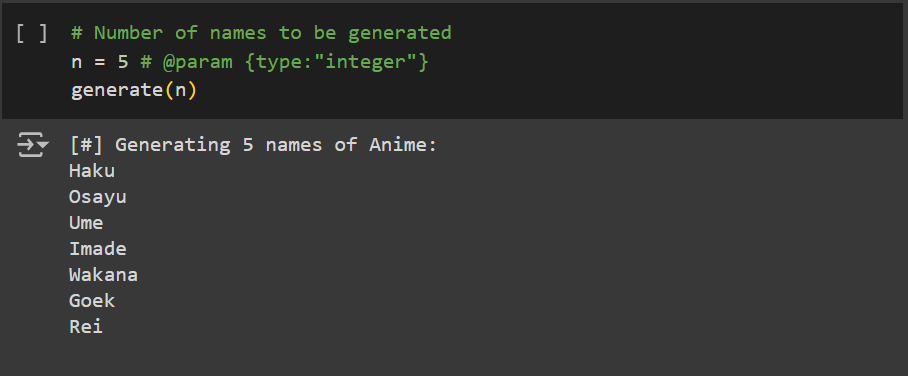 [ ] # Number of names to be generated
n = 5 # @param {type:"integer"}
generate(n)
[#] Generating 5 names of Anime:
Haku
Osayu
Ume
Imade
Wakana
Goek
Rei